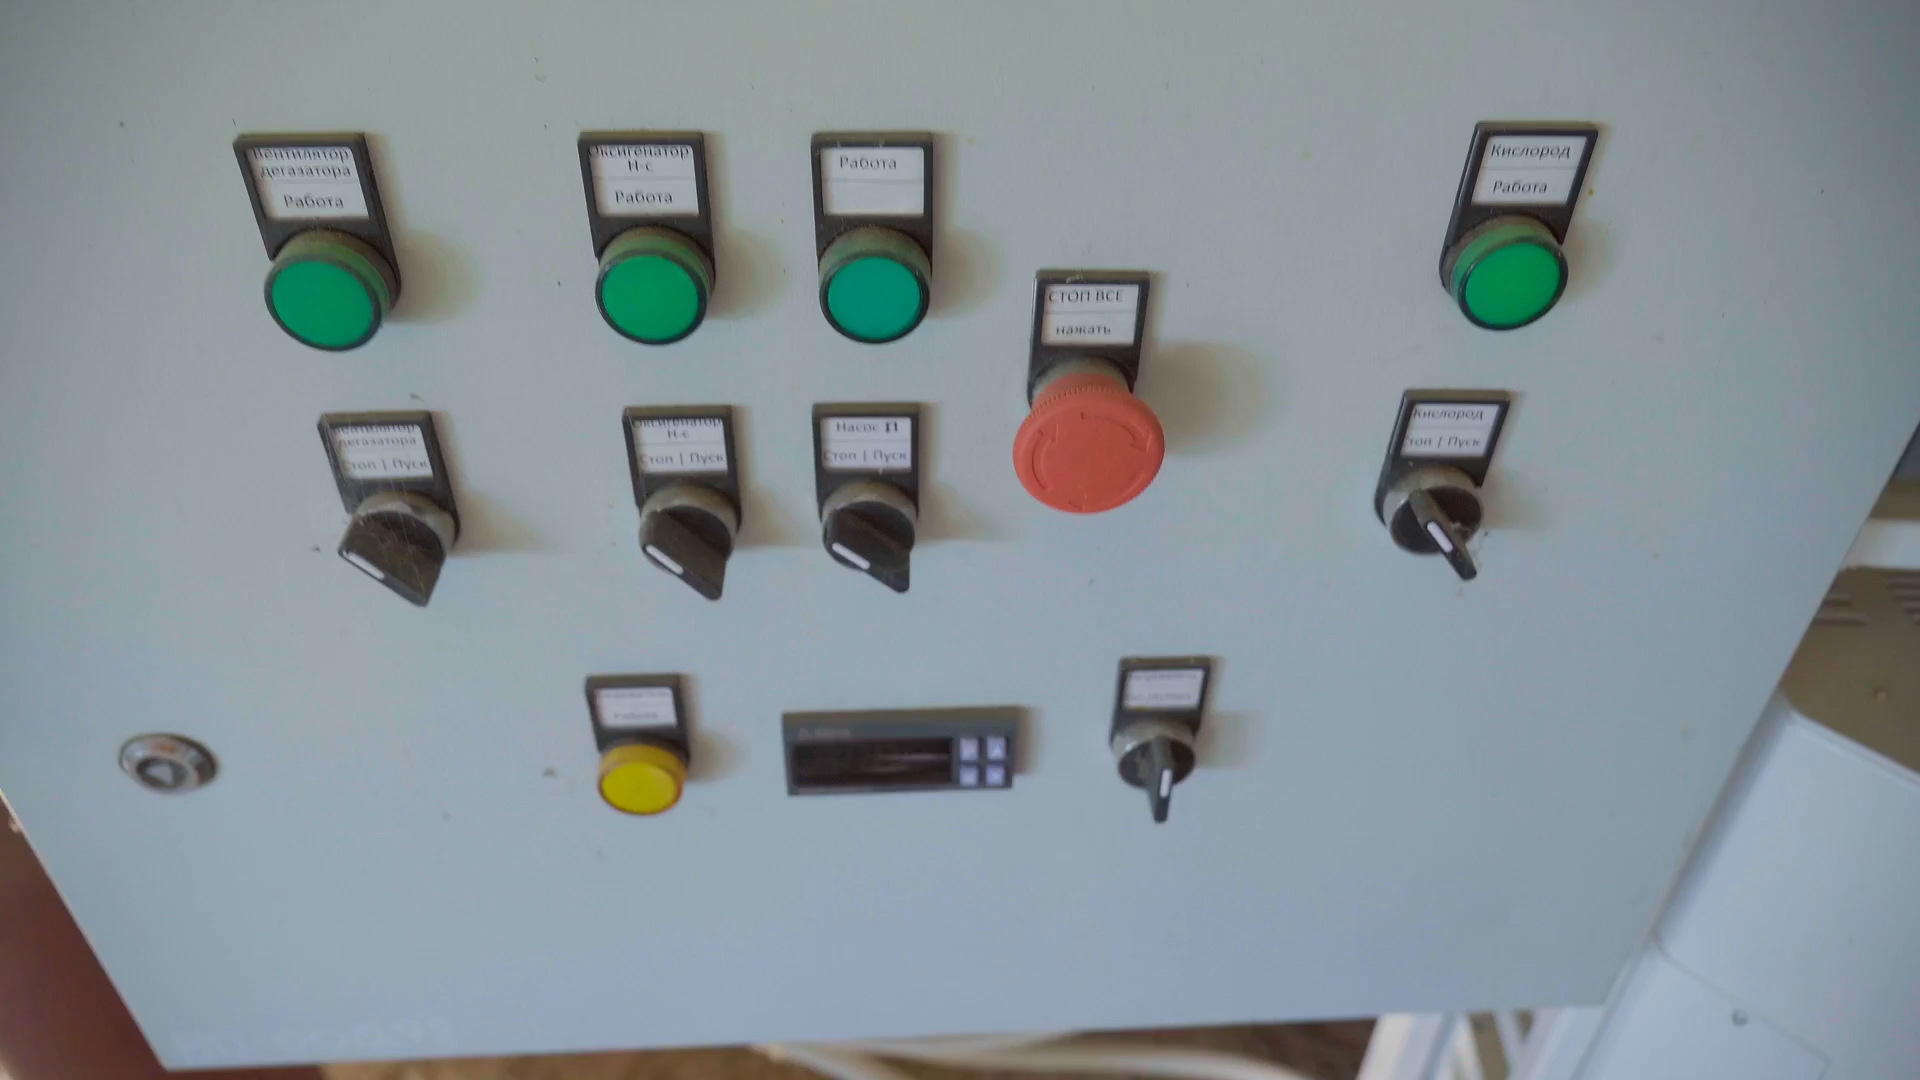 Вентилятор
дегазатора
Работа
Оксигенатор
Н-с
Работа
Работа
Кислород
Работа
СТОП ВСЕ
нажать
Вентилятор
дегазатора
Стоп | Пуск
Оксигенатор
Н-с
Стоп | Пуск
Насос П
Стоп | Пуск
Кислород
Стоп | Пуск
Работа